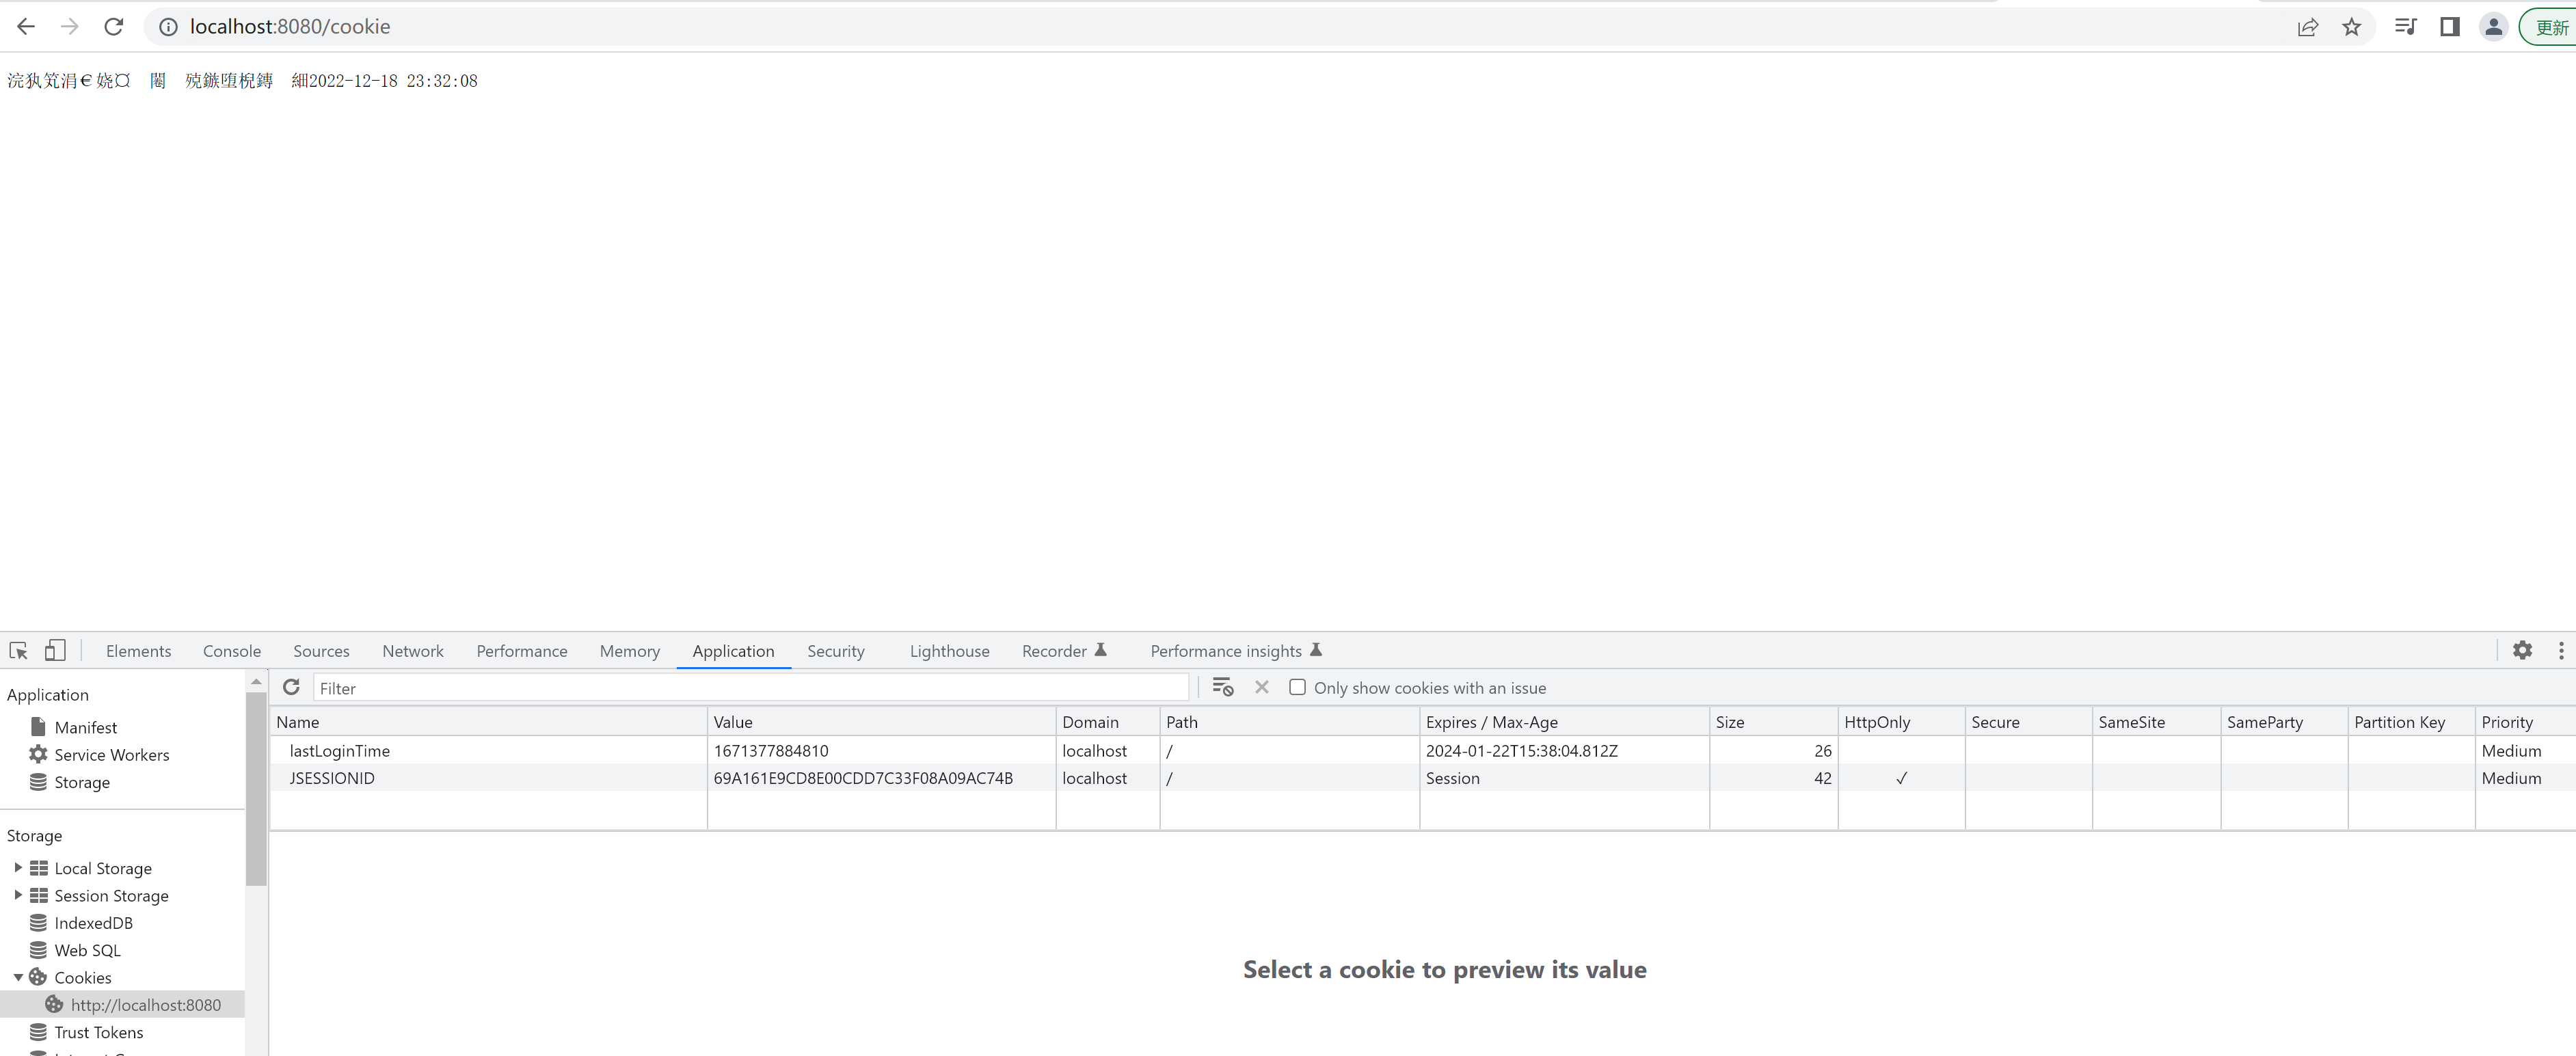 localhost:8080/cookie
更新
浣犱笂涓€娆¤闂殑鏃堕棿鏄細2022-12-18 23:32:08
Elements Console Sources Network Performance Memory Application Security Lighthouse Recorder Performance insights
Application
Manifest
Service Workers
Storage
Storage
Local Storage
Session Storage
IndexedDB
Web SQL
Cookies
http://localhost:8080
Trust Tokens
Filter
Only show cookies with an issue
Name Value Domain Path Expires / Max-Age Size HttpOnly Secure SameSite SameParty Partition Key Priority
lastLoginTime 1671377884810 localhost / 2024-01-22T15:38:04.812Z 26 Medium
JSESSIONID 69A161E9CD8E00CDD7C33F08A09AC74B localhost / Session 42 ✓ Medium
Select a cookie to preview its value